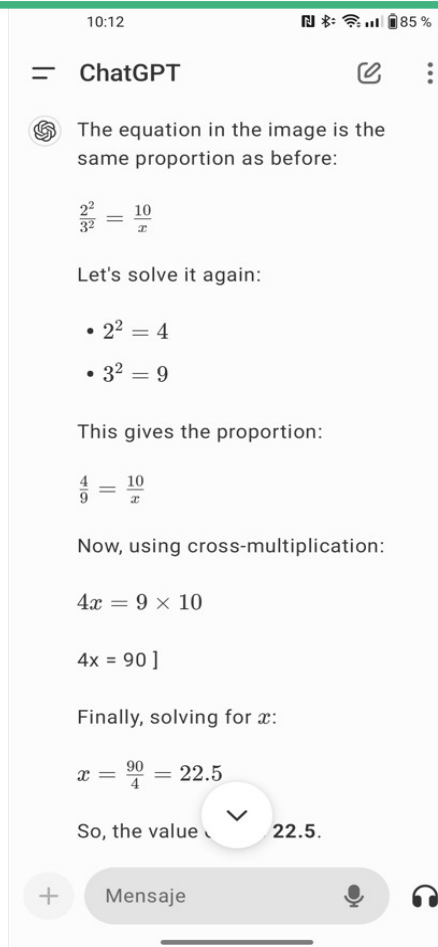 10:12 85 %
ChatGPT
The equation in the image is the
same proportion as before:
2²/3² = 10/x
Let's solve it again:
• 2² = 4
• 3² = 9
This gives the proportion:
4/9 = 10/x
Now, using cross-multiplication:
4x = 9 × 10
4x = 90 ]
Finally, solving for x:
x = 90/4 = 22.5
So, the value 22.5.
Mensaje